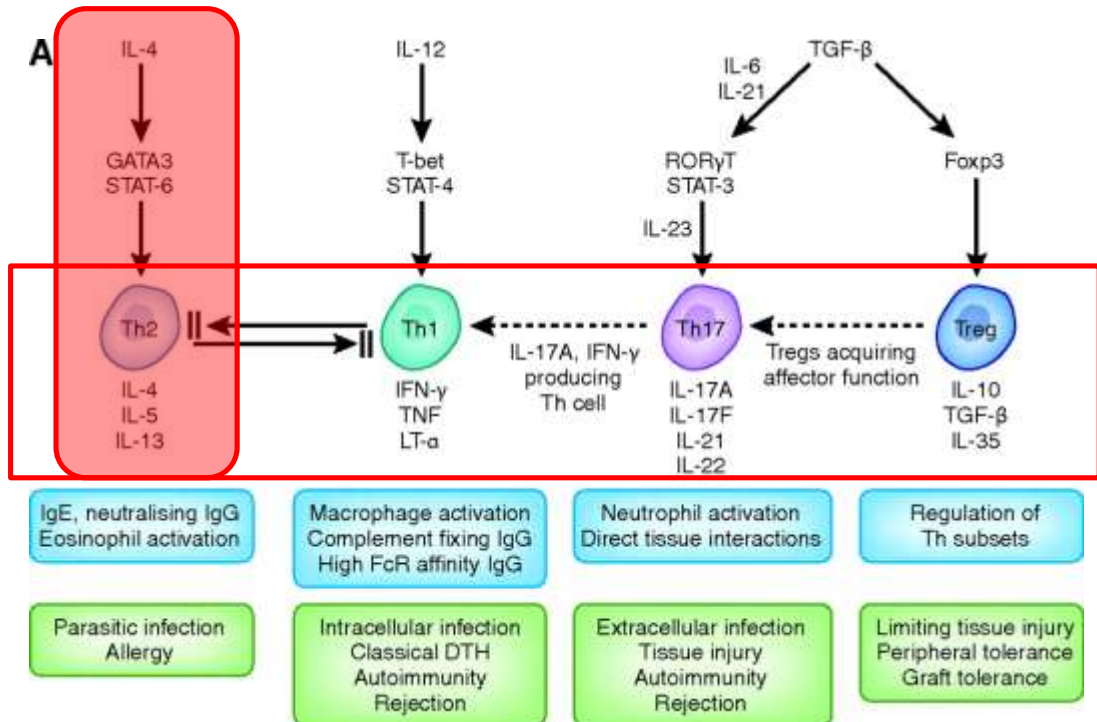 A
IL-4
GATA3
STAT-6
Th2
IL-4
IL-5
IL-13
IgE, neutralising IgG
Eosinophil activation
Parasitic infection
Allergy
IL-12
T-bet
STAT-4
Th1
IFN-γ
TNF
LT-α
Macrophage activation
Complement fixing IgG
High FcR affinity IgG
Intracellular infection
Classical DTH
Autoimmunity
Rejection
IL-17A, IFN-γ
producing
Th cell
TGF-β
IL-6
IL-21
RORγT
STAT-3
IL-23
Th17
IL-17A
IL-17F
IL-21
IL-22
Neutrophil activation
Direct tissue interactions
Extracellular infection
Tissue injury
Autoimmunity
Rejection
Tregs acquiring
affector function
Foxp3
Treg
IL-10
TGF-β
IL-35
Regulation of
Th subsets
Limiting tissue injury
Peripheral tolerance
Graft tolerance